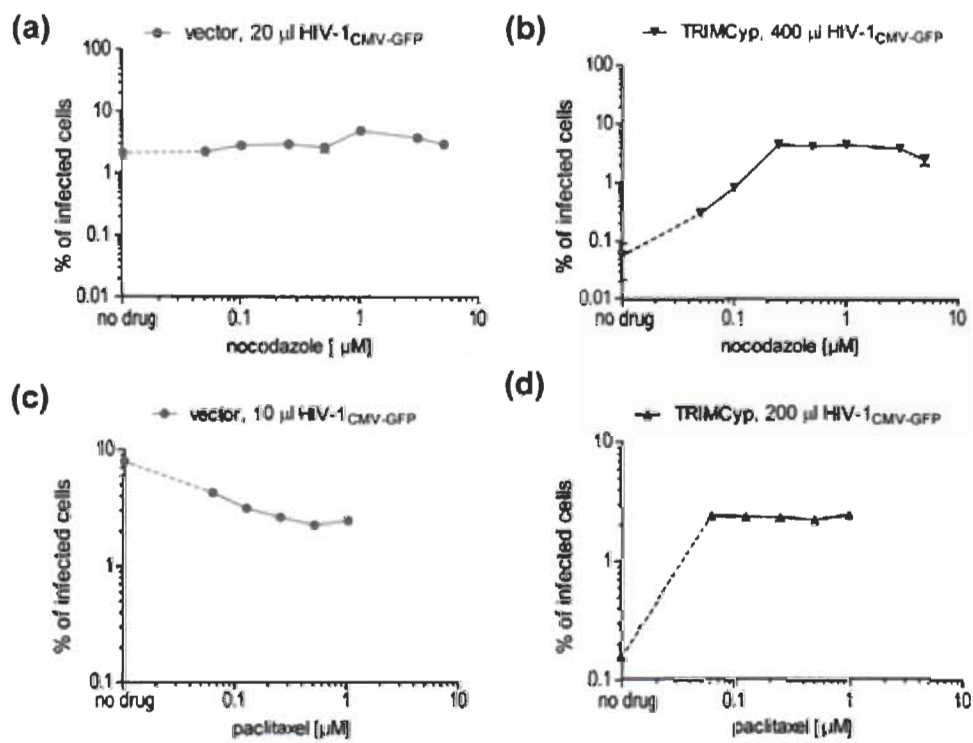 (a)
vector, 20 µl HIV-1CMV-GFP
% of infected cells
100
10
1
0.1
0.01
no drug
0.1
1
10
nocodazole [ µM]
(b)
TRIMCyp, 400 µl HIV-1CMV-GFP
% of infected cells
100
10
1
0.1
0.01
no drug
0.1
1
10
nocodazole [µM]
(c)
vector, 10 µl HIV-1CMV-GFP
% of infected cells
10
1
0.1
no drug
0.1
1
10
paclitaxel [µM]
(d)
TRIMCyp, 200 µl HIV-1CMV-GFP
% of infected cells
10
1
0.1
no drug
0.1
1
10
paclitaxel [µM]